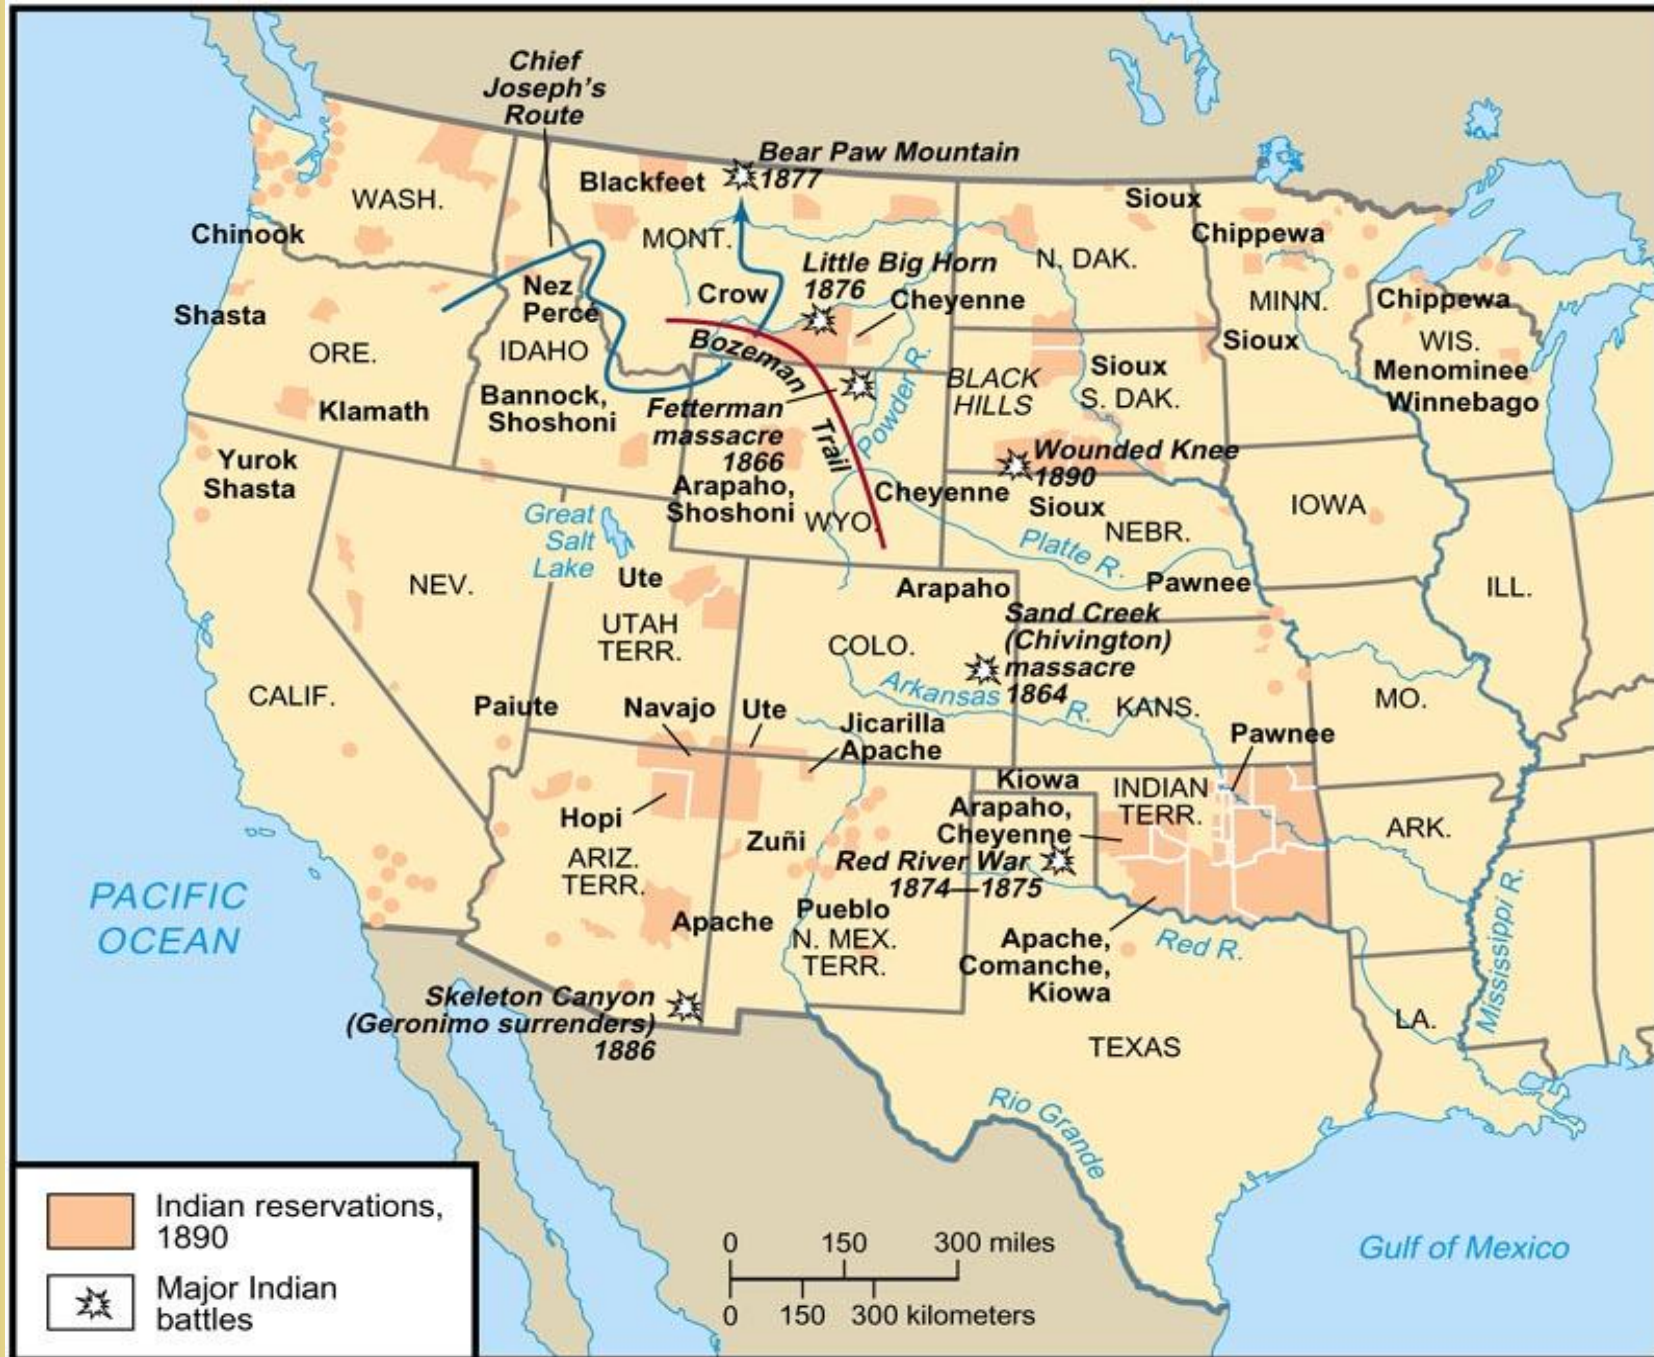 Chief
Joseph's
Route
Bear Paw Mountain
1877
Blackfeet
WASH.
Sioux
Chinook
Chippewa
MONT.
N. DAK.
Little Big Horn
1876
Nez
Percé
Crow
Cheyenne
MINN.
Chippewa
Shasta
ORE.
IDAHO
Bozeman
Trail
Powder R.
Sioux
WIS.
Menominee
Winnebago
BLACK
HILLS
Sioux
S. DAK.
Klamath
Bannock,
Shoshoni
Fetterman
massacre
1866
Wounded Knee
1890
Yurok
Shasta
Arapaho,
Shoshoni
WYO.
Cheyenne
Sioux
NEBR.
IOWA
Great
Salt
Lake
Platte R.
NEV.
Ute
Arapaho
Pawnee
ILL.
UTAH
TERR.
COLO.
Sand Creek
(Chivington)
massacre
1864
Arkansas
R.
KANS.
MO.
CALIF.
Paiute
Navajo
Ute
Jicarilla
Apache
Pawnee
Kiowa
INDIAN
TERR.
Arapaho,
Cheyenne
Hopi
Zuñi
ARK.
ARIZ.
TERR.
Red River War
1874—1875
PACIFIC
OCEAN
Apache
Pueblo
N. MEX.
TERR.
Apache,
Comanche,
Kiowa
Red R.
Mississippi R.
Skeleton Canyon
(Geronimo surrenders)
1886
LA.
TEXAS
Rio Grande
Gulf of Mexico
Indian reservations,
1890
Major Indian
battles
0 150 300 miles
0 150 300 kilometers